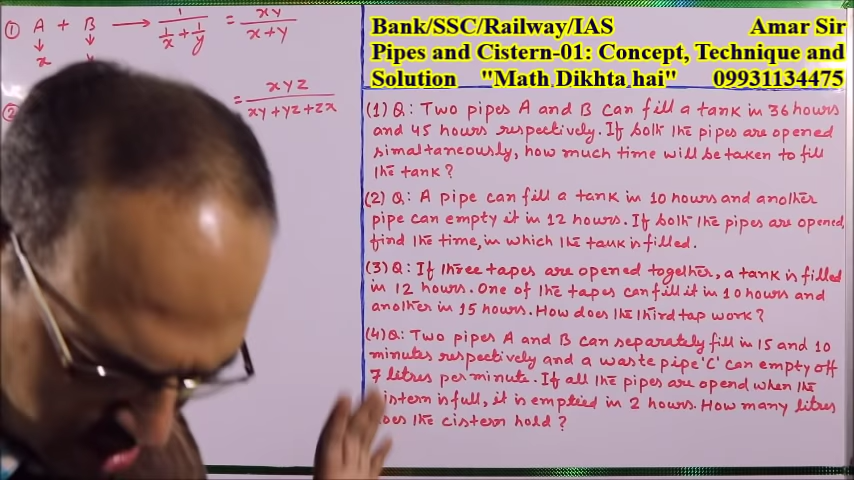 ① A + B → 1/(1/x + 1/y) = xy/(x+y)
↓ ↓
x
② = xyz/(xy+yz+zx)
Bank/SSC/Railway/IAS Amar Sir
Pipes and Cistern-01: Concept, Technique and
Solution "Math Dikhta hai" 09931134475
(1) Q: Two pipes A and B can fill a tank in 36 hours
and 45 hours respectively. If both the pipes are opened
simaltaneously, how much time will be taken to fill
the tank?
(2) Q: A pipe can fill a tank in 10 hours and another
pipe can empty it in 12 hours. If both the pipes are opened,
find the time, in which the tank is filled.
(3) Q: If three tapes are opened together, a tank is filled
in 12 hours. One of the tapes can fill it in 10 hours and
another in 15 hours. How does the third tap work?
(4) Q: Two pipes A and B can separately fill in 15 and 10
minutes respectively and a waste pipe 'C' can empty off
7 litres per minute. If all the pipes are opend when the
cistern is full, it is emptied in 2 hours. How many litres
does the cistern hold?